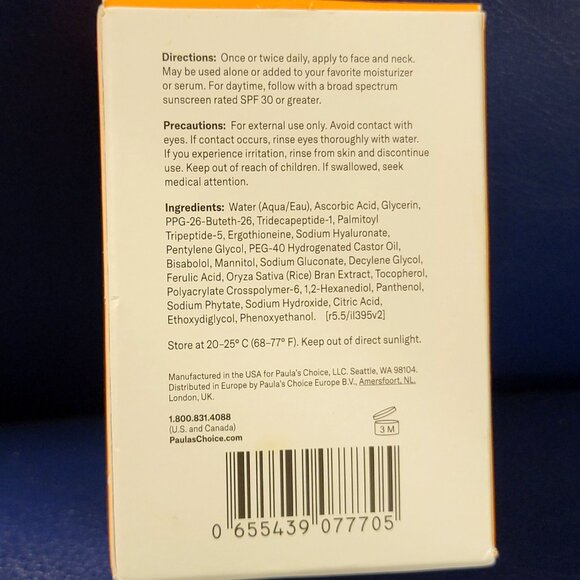 Directions: Once or twice daily, apply to face and neck.
May be used alone or added to your favorite moisturizer
or serum. For daytime, follow with a broad spectrum
sunscreen rated SPF 30 or greater.
Precautions: For external use only. Avoid contact with
eyes. If contact occurs, rinse eyes thoroughly with water.
If you experience irritation, rinse from skin and discontinue
use. Keep out of reach of children. If swallowed, seek
medical attention.
Ingredients: Water (Aqua/Eau), Ascorbic Acid, Glycerin,
PPG-26-Buteth-26, Tridecapeptide-1, Palmitoyl
Tripeptide-5, Ergothioneine, Sodium Hyaluronate,
Pentylene Glycol, PEG-40 Hydrogenated Castor Oil,
Bisabolol, Mannitol, Sodium Gluconate, Decylene Glycol,
Ferulic Acid, Oryza Sativa (Rice) Bran Extract, Tocopherol,
Polyacrylate Crosspolymer-6, 1,2-Hexanediol, Panthenol,
Sodium Phytate, Sodium Hydroxide, Citric Acid,
Ethoxydiglycol, Phenoxyethanol. [r5.5/il395v2]
Store at 20-25° C (68-77° F). Keep out of direct sunlight.
Manufactured in the USA for Paula's Choice, LLC. Seattle, WA 98104.
Distributed in Europe by Paula's Choice Europe B.V., Amersfoort, NL.
London, UK.
1.800.831.4088
(U.S. and Canada)
PaulasChoice.com
3 M
0 655439 077705